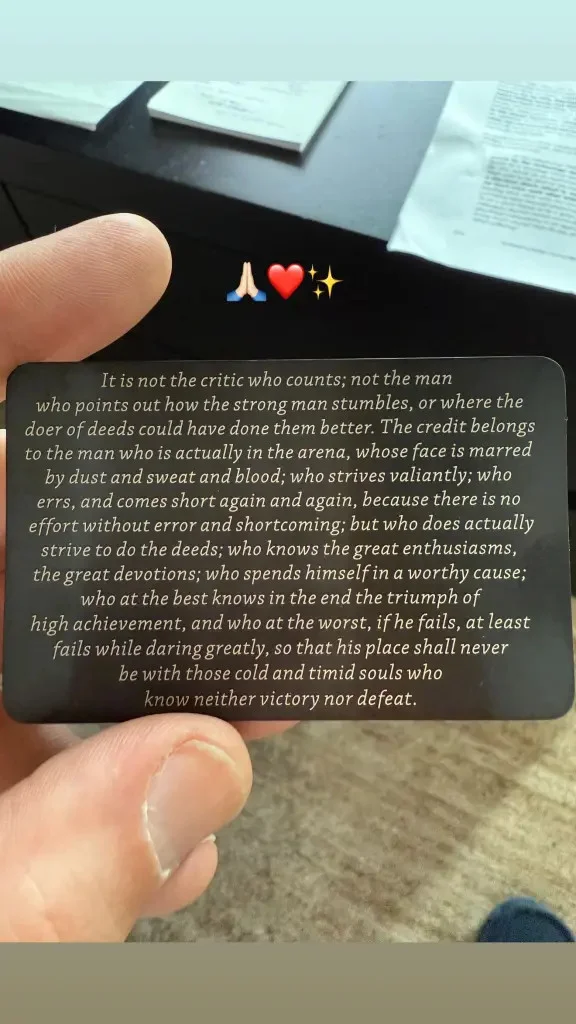 It is not the critic who counts; not the man
who points out how the strong man stumbles, or where the
doer of deeds could have done them better. The credit belongs
to the man who is actually in the arena, whose face is marred
by dust and sweat and blood; who strives valiantly; who
errs, and comes short again and again, because there is no
effort without error and shortcoming; but who does actually
strive to do the deeds; who knows the great enthusiasms,
the great devotions; who spends himself in a worthy cause;
who at the best knows in the end the triumph of
high achievement, and who at the worst, if he fails, at least
fails while daring greatly, so that his place shall never
be with those cold and timid souls who
know neither victory nor defeat.